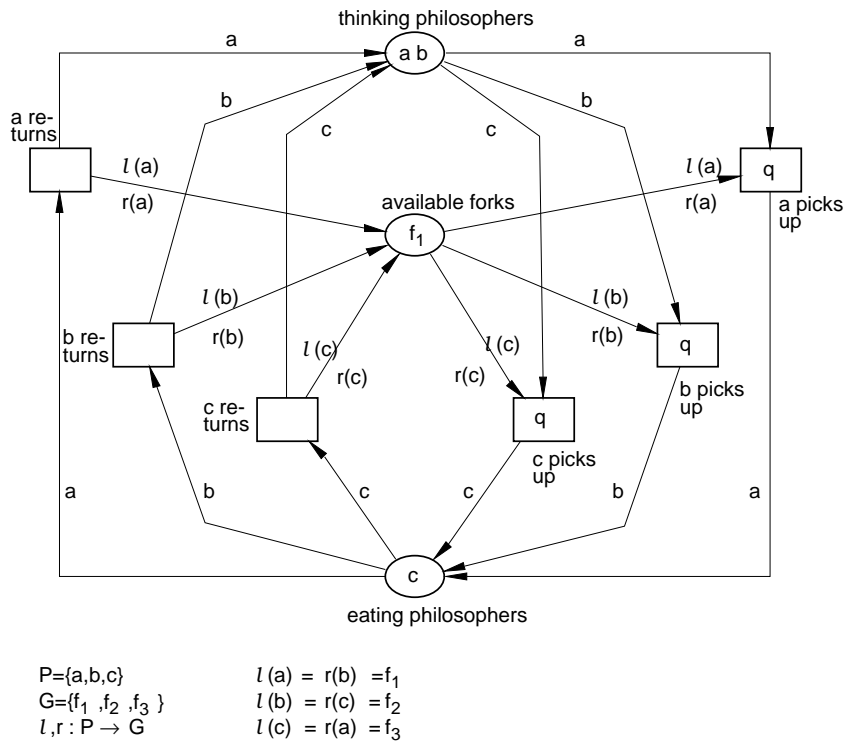 thinking philosophers
a
a b
a
b
b
c
c
a re-
turns
l (a)
r(a)
available forks
f1
l (a)
r(a)
q
a picks
up
l (b)
r(b)
l (b)
r(b)
b re-
turns
l (c)
r(c)
l (c)
r(c)
q
b picks
up
c re-
turns
q
c picks
up
a
b
c
c
b
a
c
eating philosophers
P={a,b,c}
G={f1 ,f2 ,f3 }
l ,r : P → G
l (a) = r(b) =f1
l (b) = r(c) =f2
l (c) = r(a) =f3